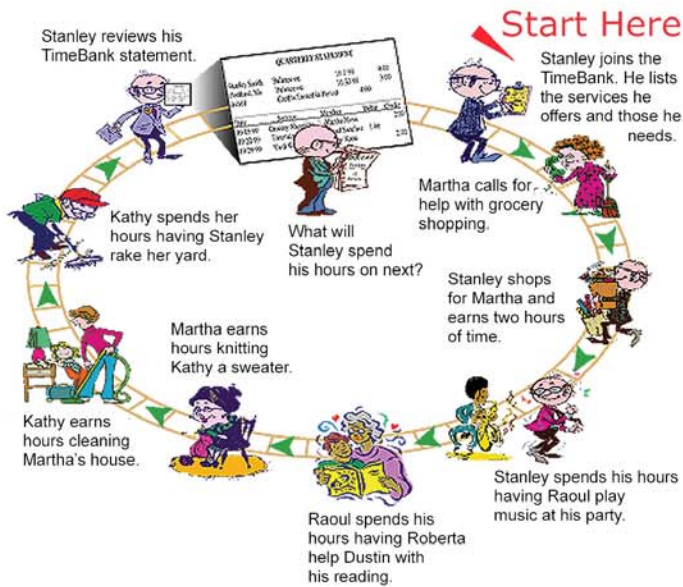 Start Here
Stanley joins the
TimeBank. He lists
the services he
offers and those he
needs.
Martha calls for
help with grocery
shopping.
Stanley shops
for Martha and
earns two hours
of time.
Stanley spends his hours
having Raoul play
music at his party.
Raoul spends his
hours having Roberta
help Dustin with
his reading.
Martha earns
hours knitting
Kathy a sweater.
Kathy earns
hours cleaning
Martha's house.
Kathy spends her
hours having Stanley
rake her yard.
Stanley reviews his
TimeBank statement.
QUARTERLY STATEMENT
Stanley Smith
What will
Stanley spend
his hours on next?